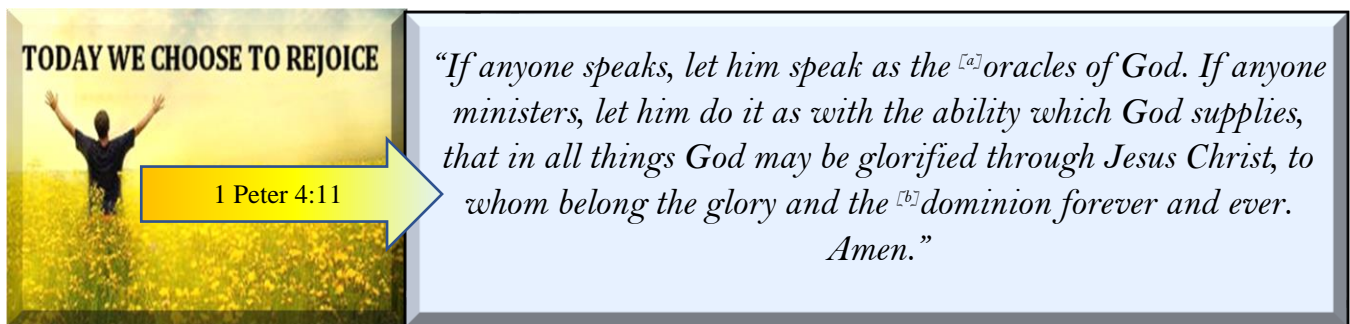 TODAY WE CHOOSE TO REJOICE
1 Peter 4:11
“If anyone speaks, let him speak as the [a]oracles of God. If anyone
ministers, let him do it as with the ability which God supplies,
that in all things God may be glorified through Jesus Christ, to
whom belong the glory and the [b]dominion forever and ever.
Amen.”